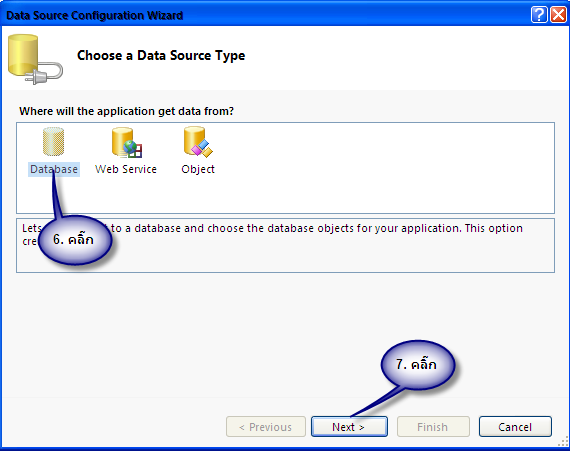 Data Source Configuration Wizard
Choose a Data Source Type
Where will the application get data from?
Database Web Service Object
Lets to a database and choose the database objects for your application. This option
cre
6. คลิ๊ก
7. คลิ๊ก
< Previous Next > Finish Cancel